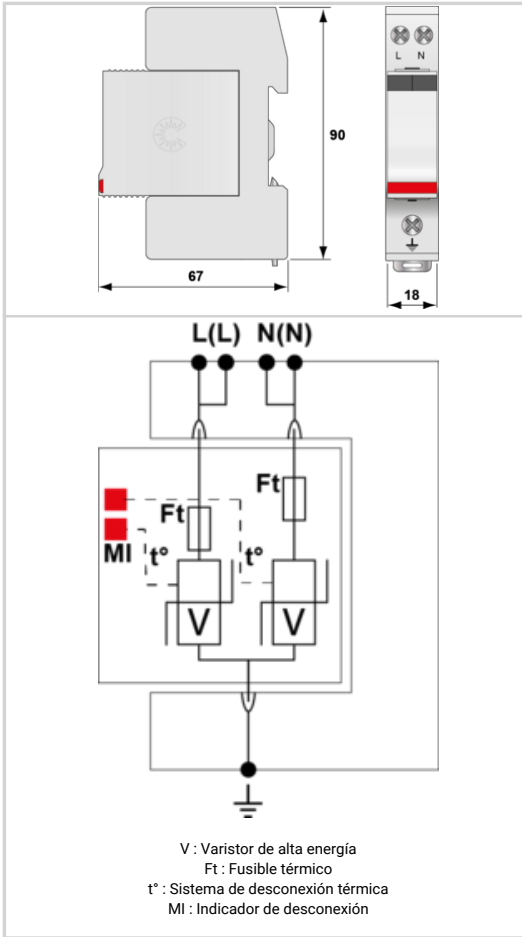 L N
90
67
18
L(L) N(N)
Ft
Ft
MI t° t°
V V
V : Varistor de alta energía
Ft : Fusible térmico
t° : Sistema de desconexión térmica
MI : Indicador de desconexión